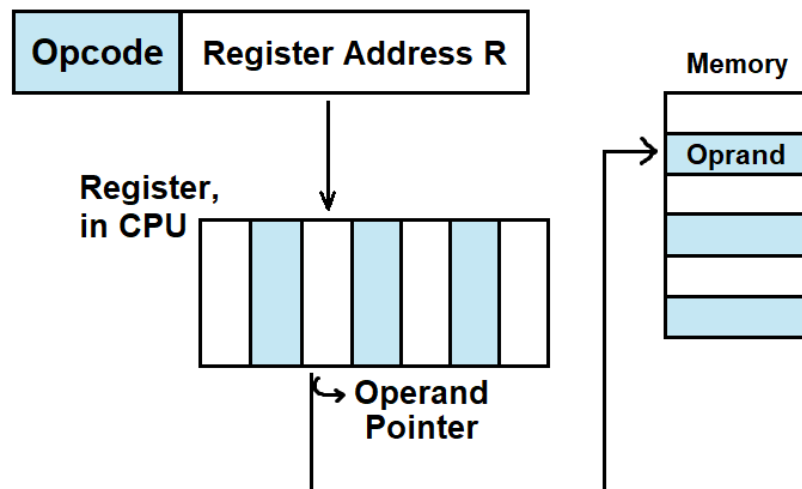 Opcode Register Address R
Memory
Oprand
Register,
in CPU
Operand
Pointer